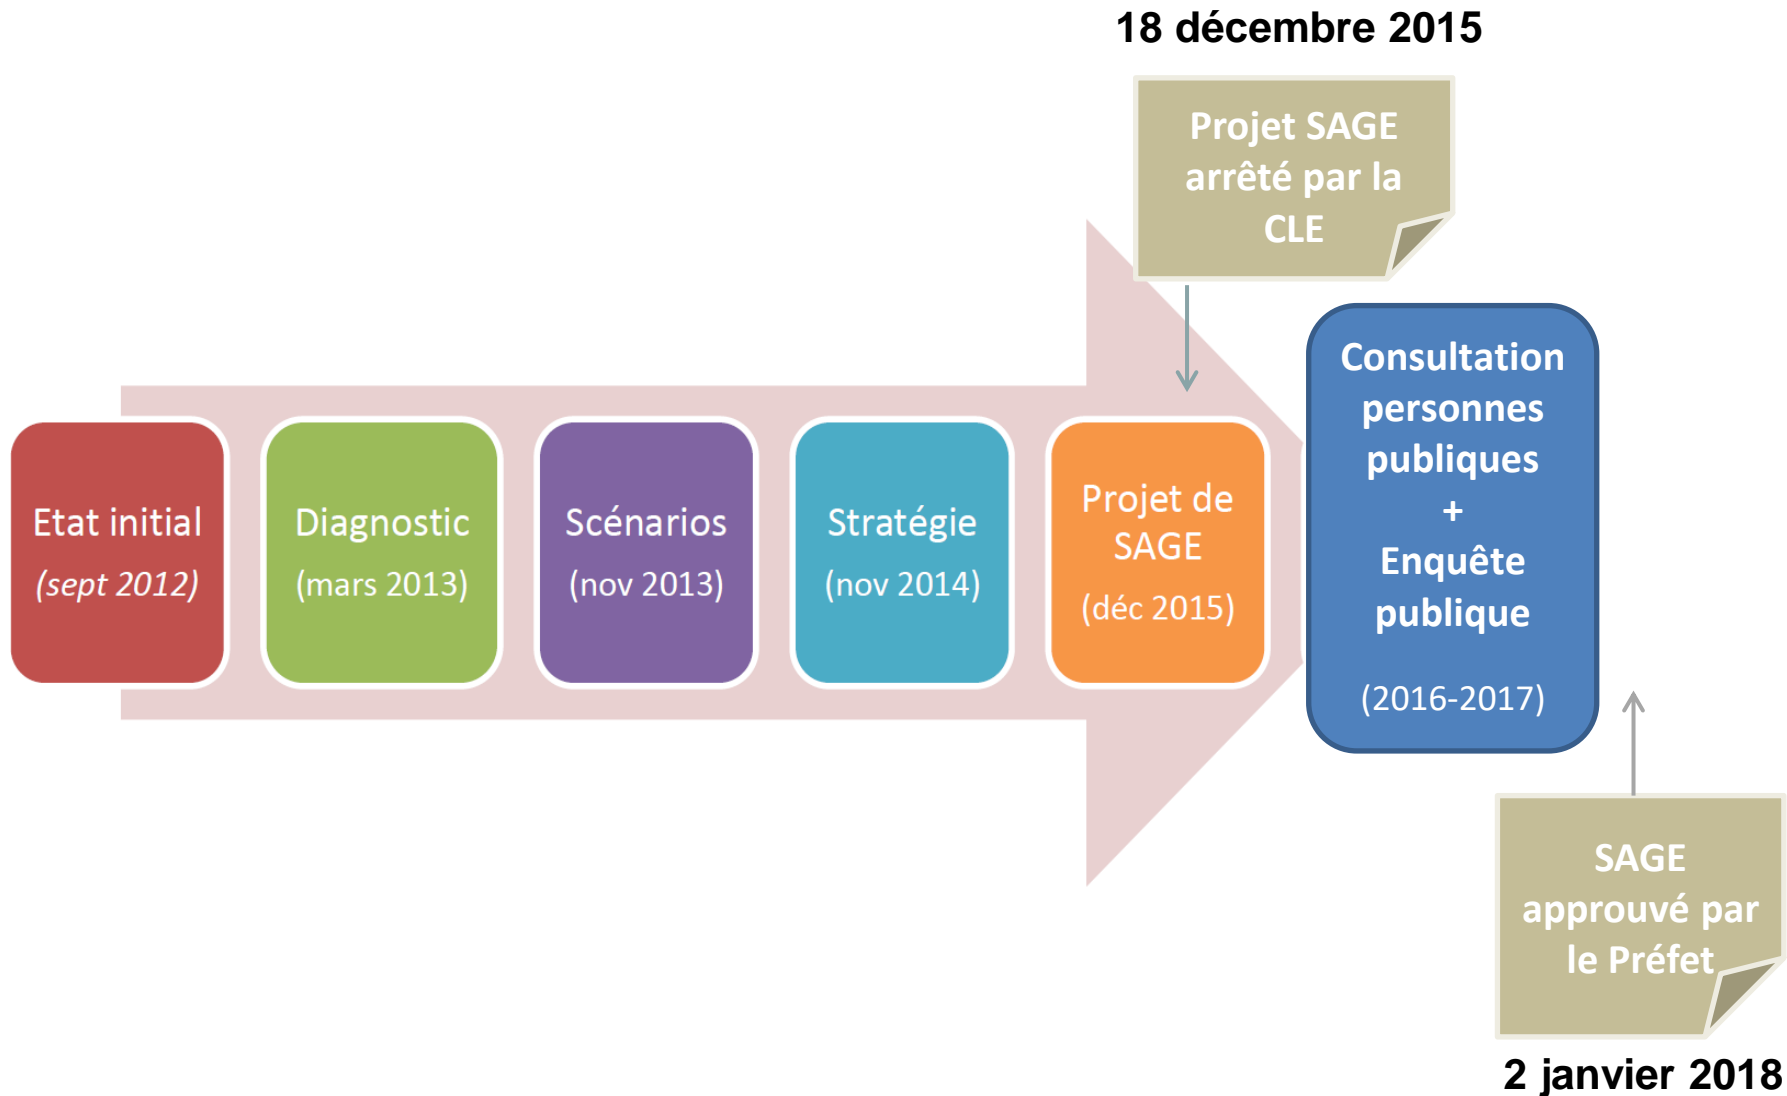 18 décembre 2015
Projet SAGE
arrêté par la
CLE
Etat initial
(sept 2012)
Diagnostic
(mars 2013)
Scénarios
(nov 2013)
Stratégie
(nov 2014)
Projet de
SAGE
(déc 2015)
Consultation
personnes
publiques
+
Enquête
publique
(2016-2017)
SAGE
approuvé par
le Préfet
2 janvier 2018